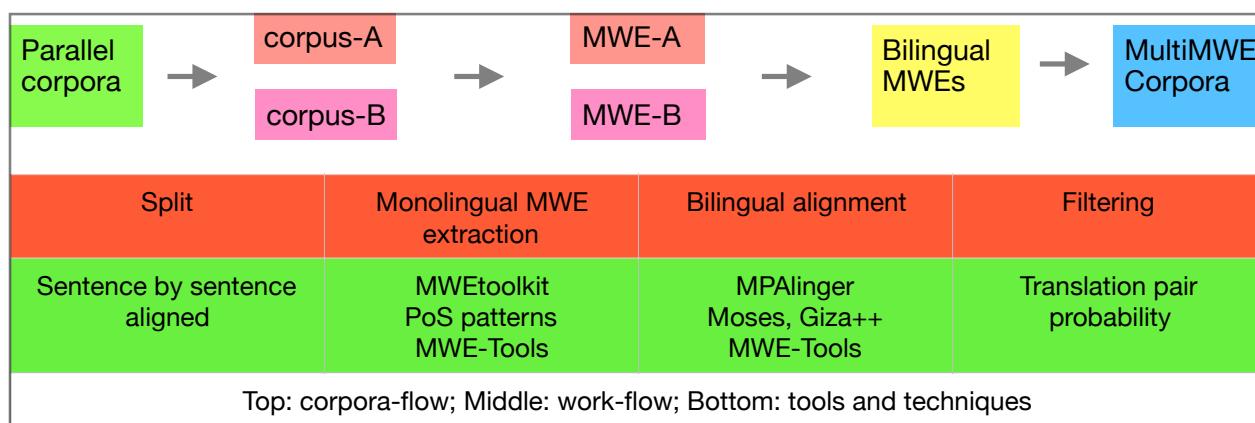 Parallel
corpora
corpus-A
corpus-B
MWE-A
MWE-B
Bilingual
MWEs
MultiMWE
Corpora
Split
Monolingual MWE
extraction
Bilingual alignment
Filtering
Sentence by sentence
aligned
MWEtoolkit
PoS patterns
MWE-Tools
MPAlinger
Moses, Giza++
MWE-Tools
Translation pair
probability
Top: corpora-flow; Middle: work-flow; Bottom: tools and techniques